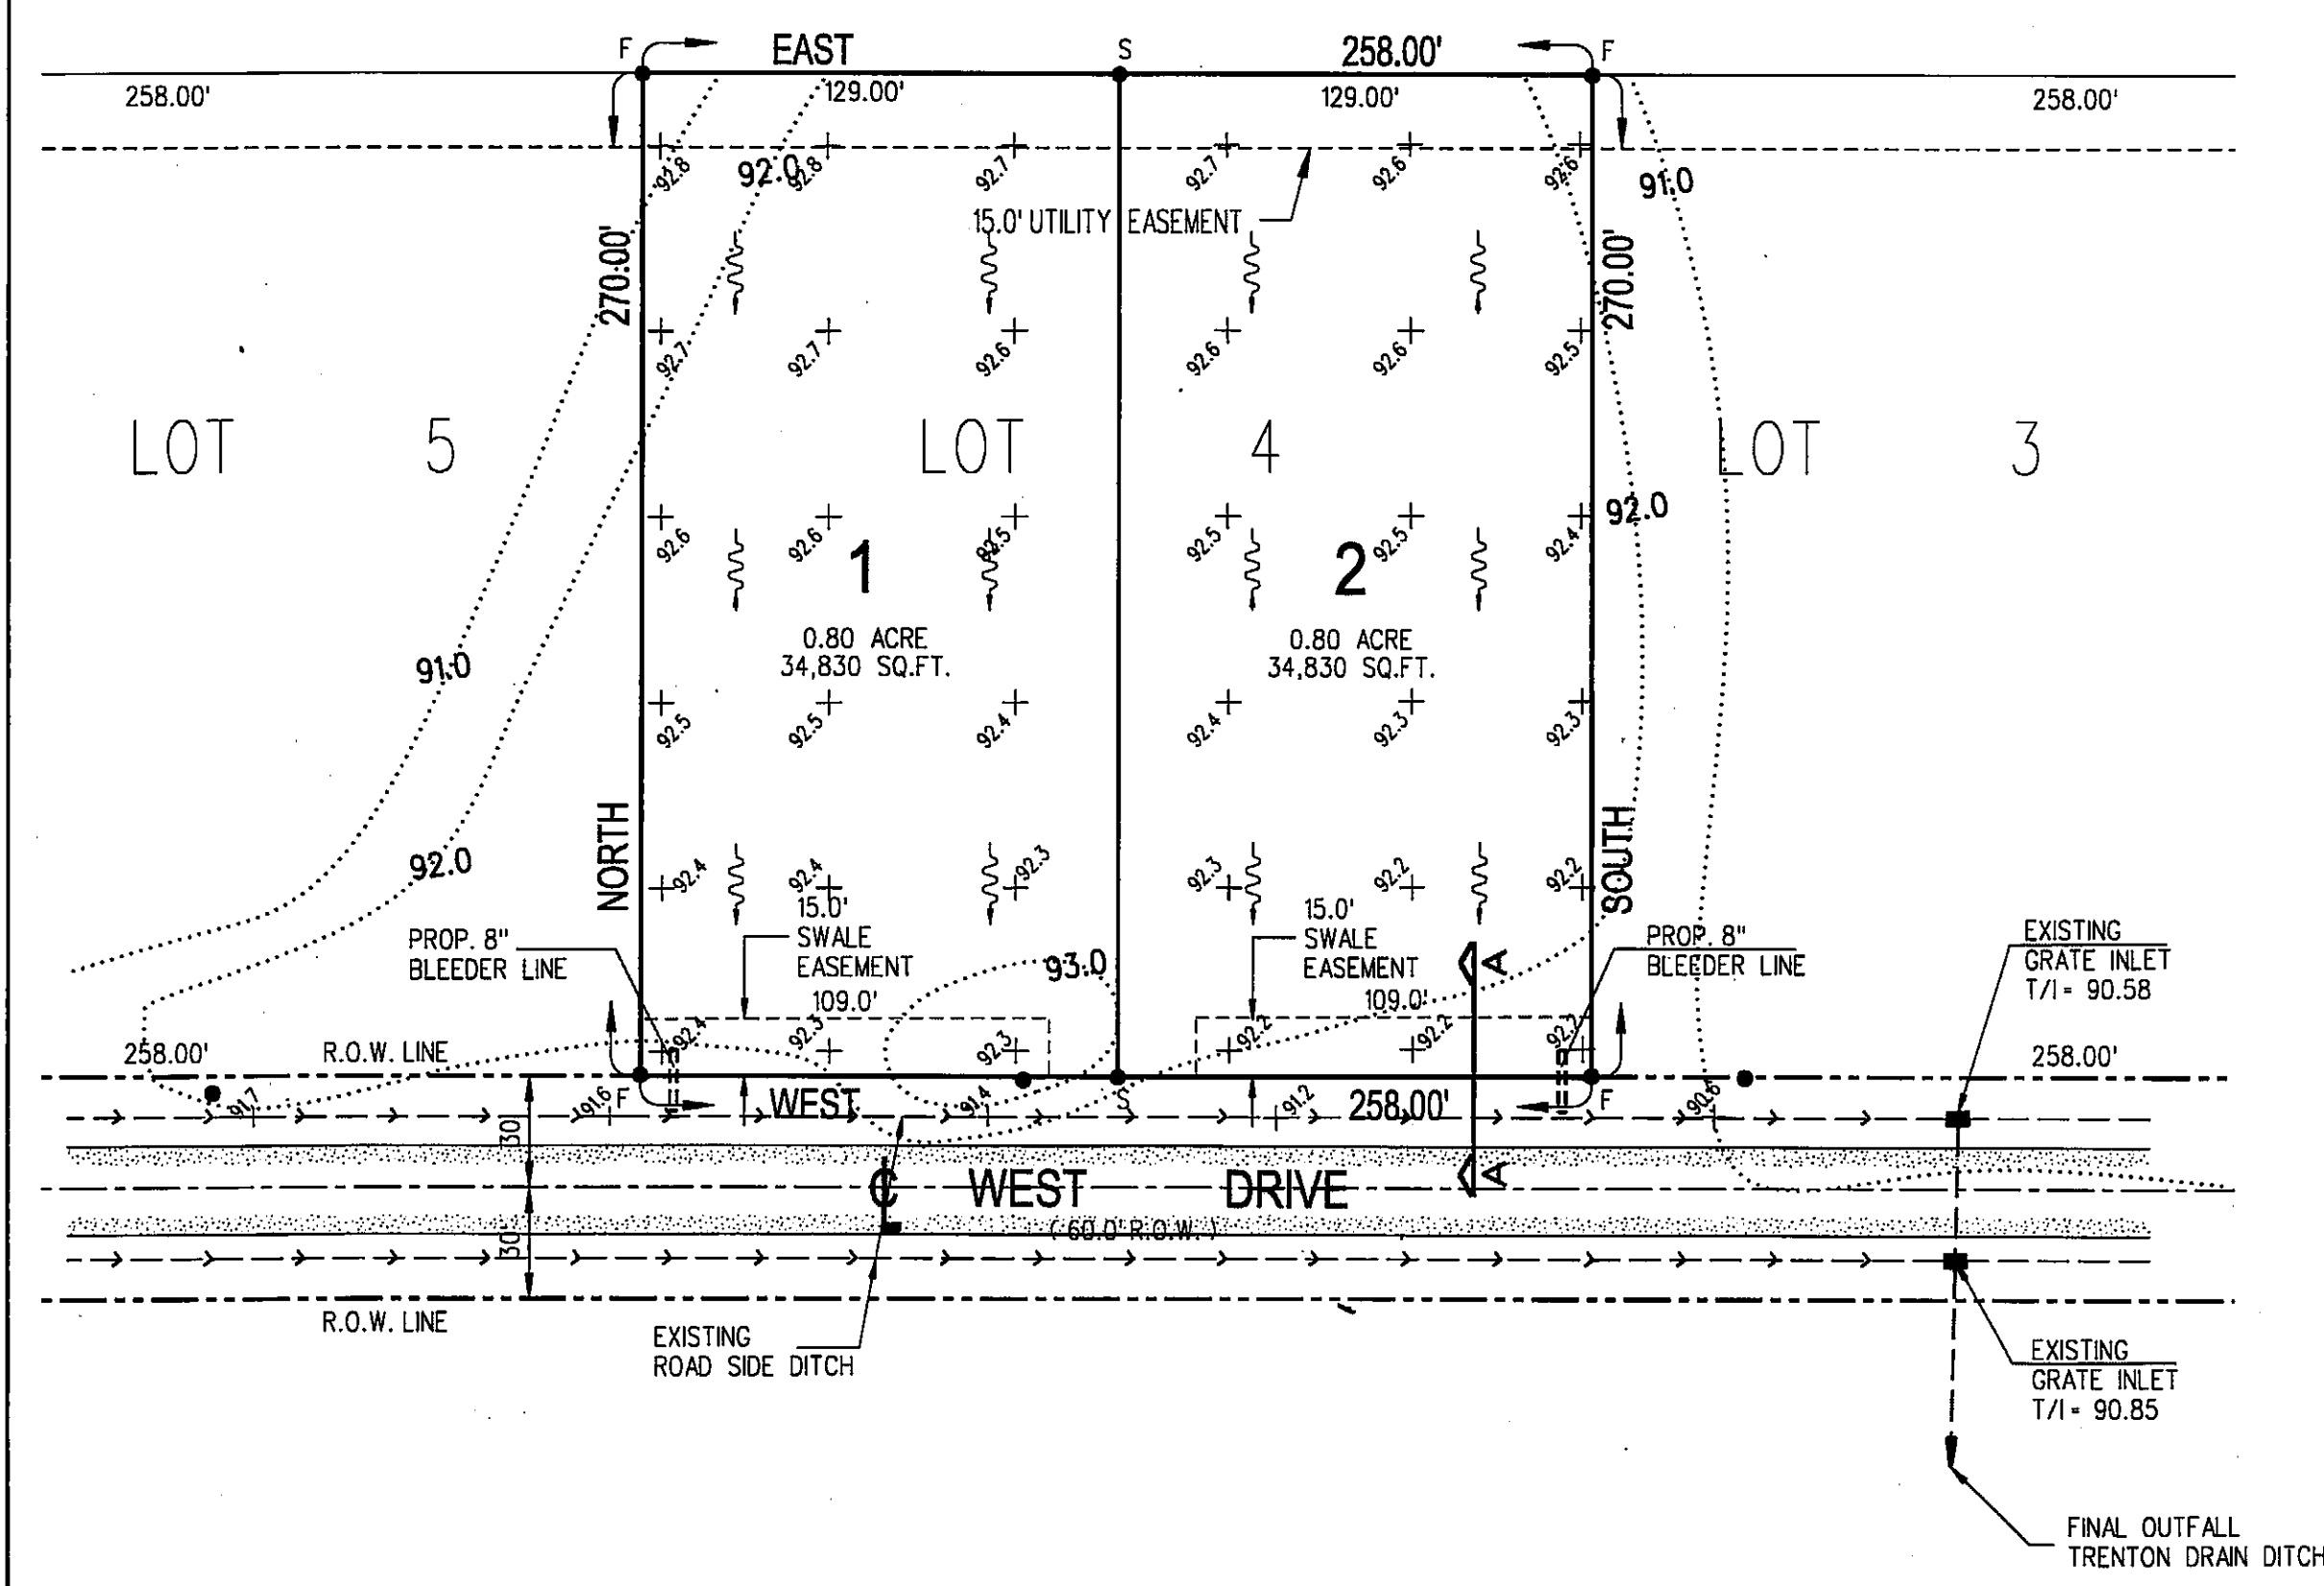 F EAST S 258.00' F
258.00' 129.00' 129.00' 258.00'
92.8 92.0 92.8 92.7 92.7 92.6 92.6 91.0
15.0' UTILITY EASEMENT
270.00' 270.00'
92.7 92.7 92.6 92.6 92.6 92.5
LOT 5 LOT 4 LOT 3
92.6 92.6 92.5 92.5 92.5 92.4 92.0
1 2
0.80 ACRE 0.80 ACRE
34,830 SQ.FT. 34,830 SQ.FT.
91.0
92.5 92.5 92.4 92.4 92.3 92.3
NORTH SOUTH
92.0
92.4 92.4 92.3 92.3 92.2 92.2
15.0' 15.0'
SWALE SWALE
EASEMENT EASEMENT
PROP. 8" PROP. 8"
BLEEDER LINE BLEEDER LINE
93.0 A
EXISTING
GRATE INLET
T/I = 90.58
109.0' 109.0'
92.4 92.3 92.3 92.2 92.2
258.00' R.O.W. LINE 258.00'
91.7 91.6 F WEST 91.4 S 91.2 258.00' F 90.6
30' 30'
℄ WEST DRIVE A
( 60.0' R.O.W. )
R.O.W. LINE
EXISTING
ROAD SIDE DITCH
EXISTING
GRATE INLET
T/I = 90.85
FINAL OUTFALL
TRENTON DRAIN DITCH